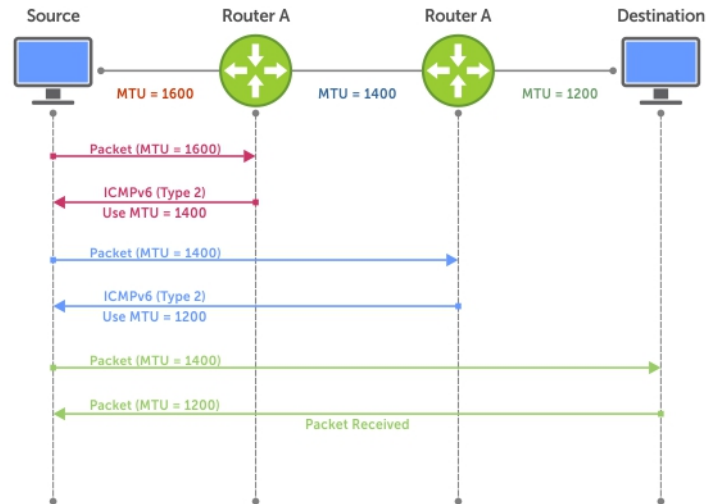 Source
Router A
Router A
Destination
MTU = 1600
MTU = 1400
MTU = 1200
Packet (MTU = 1600)
ICMPv6 (Type 2)
Use MTU = 1400
Packet (MTU = 1400)
ICMPv6 (Type 2)
Use MTU = 1200
Packet (MTU = 1400)
Packet (MTU = 1200)
Packet Received